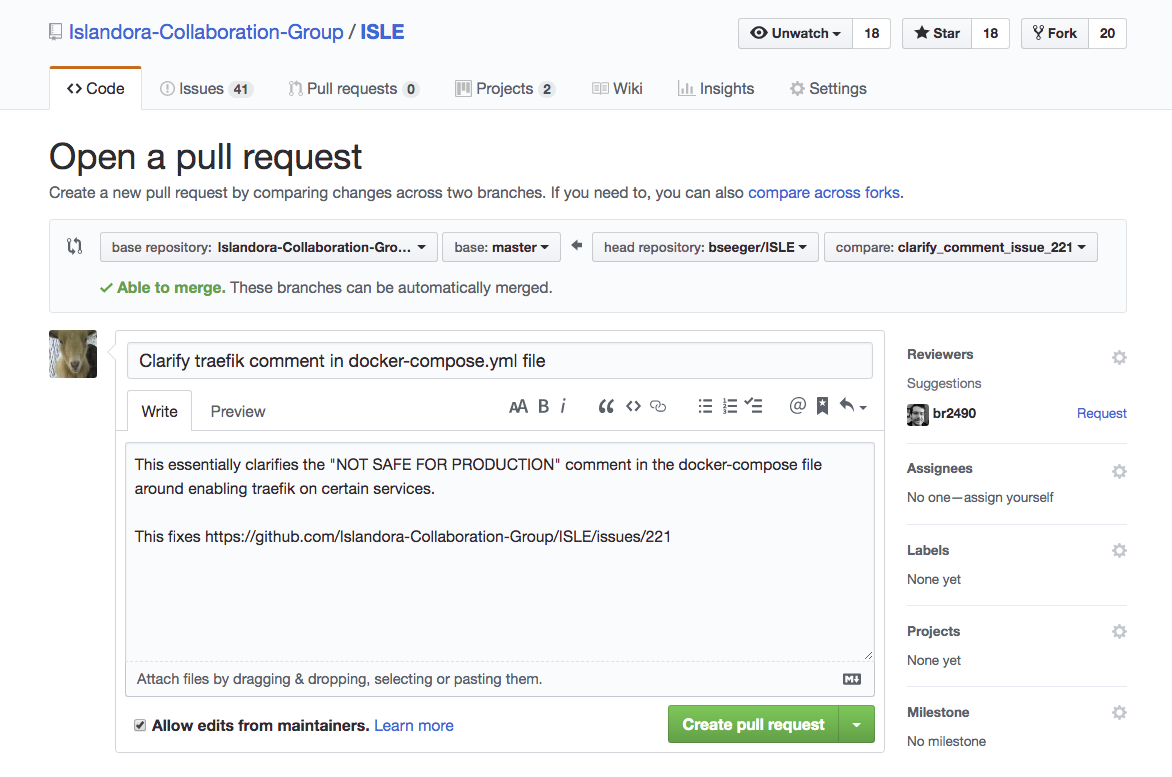 Islandora-Collaboration-Group / ISLE
Unwatch 18 Star 18 Fork 20
Code Issues 41 Pull requests 0 Projects 2 Wiki Insights Settings
Open a pull request
Create a new pull request by comparing changes across two branches. If you need to, you can also compare across forks.
base repository: Islandora-Collaboration-Gro... base: master head repository: bseeger/ISLE compare: clarify_comment_issue_221
Able to merge. These branches can be automatically merged.
Clarify traefik comment in docker-compose.yml file
Write Preview AA B i
This essentially clarifies the "NOT SAFE FOR PRODUCTION" comment in the docker-compose file
around enabling traefik on certain services.
This fixes https://github.com/Islandora-Collaboration-Group/ISLE/issues/221
Attach files by dragging & dropping, selecting or pasting them.
Allow edits from maintainers. Learn more
Create pull request
Reviewers
Suggestions
br2490 Request
Assignees
No one—assign yourself
Labels
None yet
Projects
None yet
Milestone
No milestone